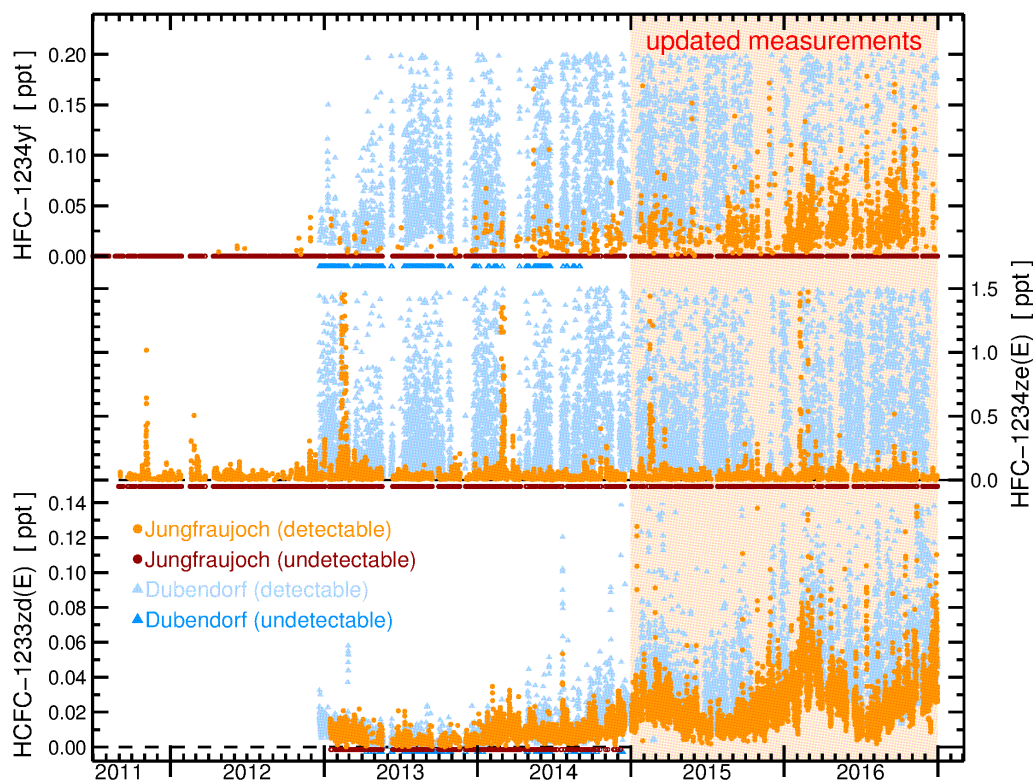 updated measurements
HFC-1234yf [ ppt ]
0.20
0.15
0.10
0.05
0.00
HFC-1234ze(E) [ ppt ]
1.5
1.0
0.5
0.0
HCFC-1233zd(E) [ ppt ]
0.14
0.12
0.10
0.08
0.06
0.04
0.02
0.00
Jungfraujoch (detectable)
Jungfraujoch (undetectable)
Dubendorf (detectable)
Dubendorf (undetectable)
2011 2012 2013 2014 2015 2016